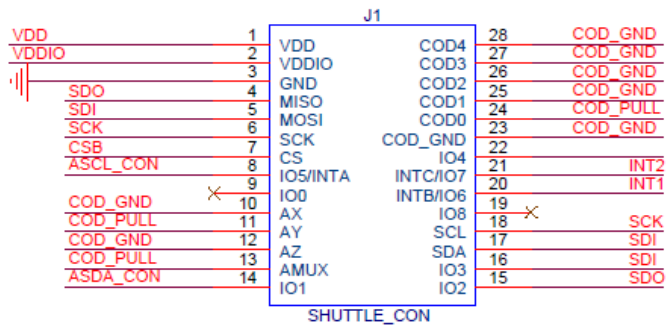 J1
VDD 1 VDD COD4 28 COD_GND
VDDIO 2 VDDIO COD3 27 COD_GND
3 GND COD2 26 COD_GND
SDO 4 MISO COD1 25 COD_GND
SDI 5 MOSI COD0 24 COD_PULL
SCK 6 SCK COD_GND 23 COD_GND
CSB 7 CS IO4 22
ASCL_CON 8 IO5/INTA INTC/IO7 21 INT2
9 IO0 INTB/IO6 20 INT1
COD_GND 10 AX IO8 19
COD_PULL 11 AY SCL 18 SCK
COD_GND 12 AZ SDA 17 SDI
COD_PULL 13 AMUX IO3 16 SDI
ASDA_CON 14 IO1 IO2 15 SDO
SHUTTLE_CON